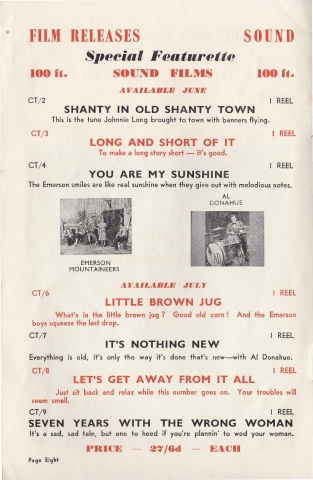 FILM RELEASES SOUND
Special Featurette
100 ft. SOUND FILMS 100 ft.
AVAILABLE JUNE
CT/2 1 REEL
SHANTY IN OLD SHANTY TOWN
This is the tune Johnnie Long brought to town with banners flying.
CT/3 1 REEL
LONG AND SHORT OF IT
To make a long story short — it's good.
CT/4 1 REEL
YOU ARE MY SUNSHINE
The Emerson smiles are like real sunshine when they give out with melodious notes.
AL
DONAHUE
EMERSON
MOUNTAINEERS
AVAILABLE JULY
CT/6 1 REEL
LITTLE BROWN JUG
What's in the little brown jug? Good old corn! And the Emerson
boys squeeze the last drop.
CT/7 1 REEL
IT'S NOTHING NEW
Everything is old, it's only the way it's done that's new—with Al Donahuo.
CT/8 1 REEL
LET'S GET AWAY FROM IT ALL
Just sit back and relax while this number goes on. Your troubles will
seem small.
CT/9 1 REEL
SEVEN YEARS WITH THE WRONG WOMAN
It's a sad, sad tale, but one to heed if you're plannin' to wed your woman.
PRICE — 27/6d — EACH
Page Eight